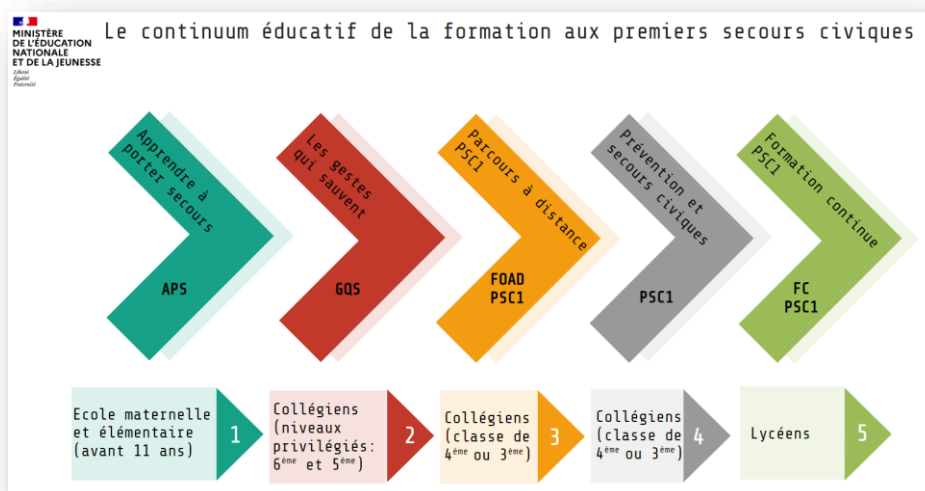 MINISTÈRE
DE L'ÉDUCATION
NATIONALE
ET DE LA JEUNESSE
Liberté
Égalité
Fraternité
Le continuum éducatif de la formation aux premiers secours civiques
Apprendre à
porter secours
APS
Les gestes
qui sauvent
GQS
Parcours à distance
PSC1
FOAD
PSC1
Prévention et
secours civiques
PSC1
Formation continue
PSC1
FC
PSC1
Ecole maternelle
et élémentaire
(avant 11 ans)
1
Collégiens
(niveaux
privilégiés:
6ème et 5ème)
2
Collégiens
(classe de
4ème ou 3ème)
3
Collégiens
(classe de
4ème ou 3ème)
4
Lycéens
5